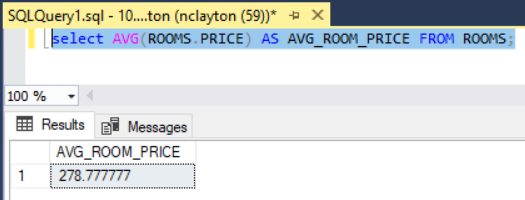 SQLQuery1.sql - 10....ton (nclayton (59))*
select AVG(ROOMS.PRICE) AS AVG_ROOM_PRICE FROM ROOMS;
100 %
Results Messages
AVG_ROOM_PRICE
1 278.777777